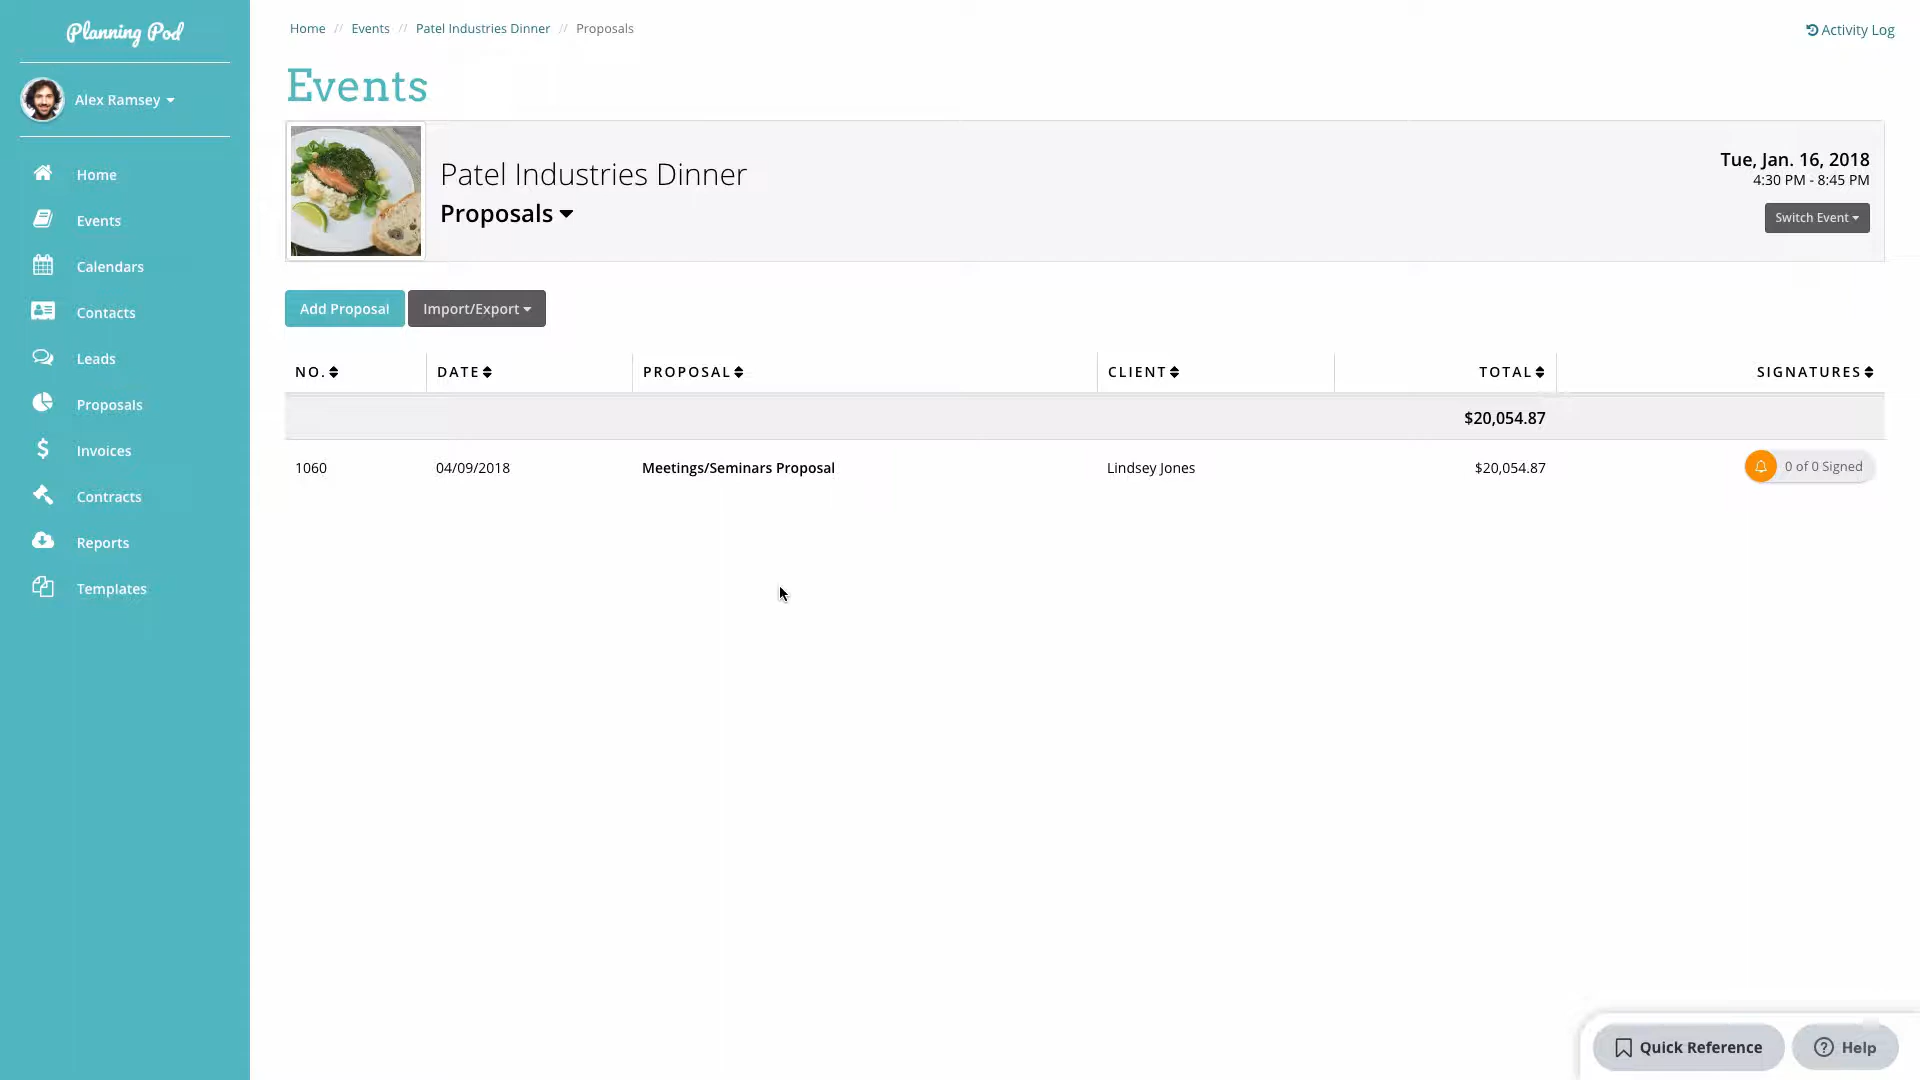 Planning Pod
Home // Events // Patel Industries Dinner // Proposals
Activity Log
Alex Ramsey
Home
Events
Calendars
Contacts
Leads
Proposals
Invoices
Contracts
Reports
Templates
Events
Patel Industries Dinner
Proposals
Tue, Jan. 16, 2018
4:30 PM - 8:45 PM
Switch Event
Add Proposal Import/Export
NO. DATE PROPOSAL CLIENT TOTAL SIGNATURES
$20,054.87
1060 04/09/2018 Meetings/Seminars Proposal Lindsey Jones $20,054.87 0 of 0 Signed
Quick Reference Help